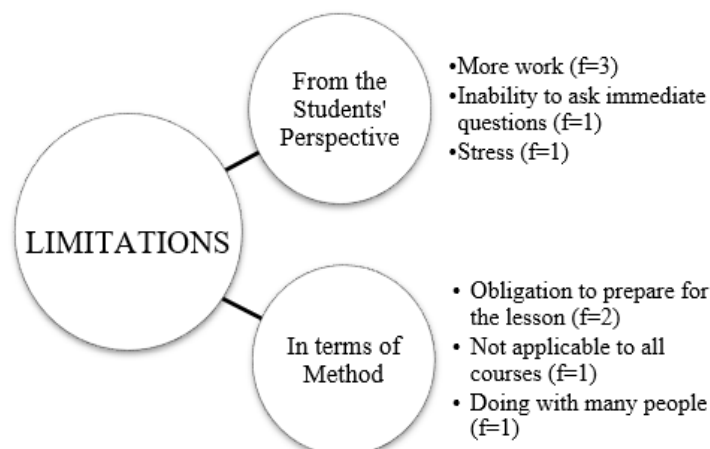 LIMITATIONS
From the
Students'
Perspective
•More work (f=3)
•Inability to ask immediate
questions (f=1)
•Stress (f=1)
In terms of
Method
• Obligation to prepare for
the lesson (f=2)
• Not applicable to all
courses (f=1)
• Doing with many people
(f=1)